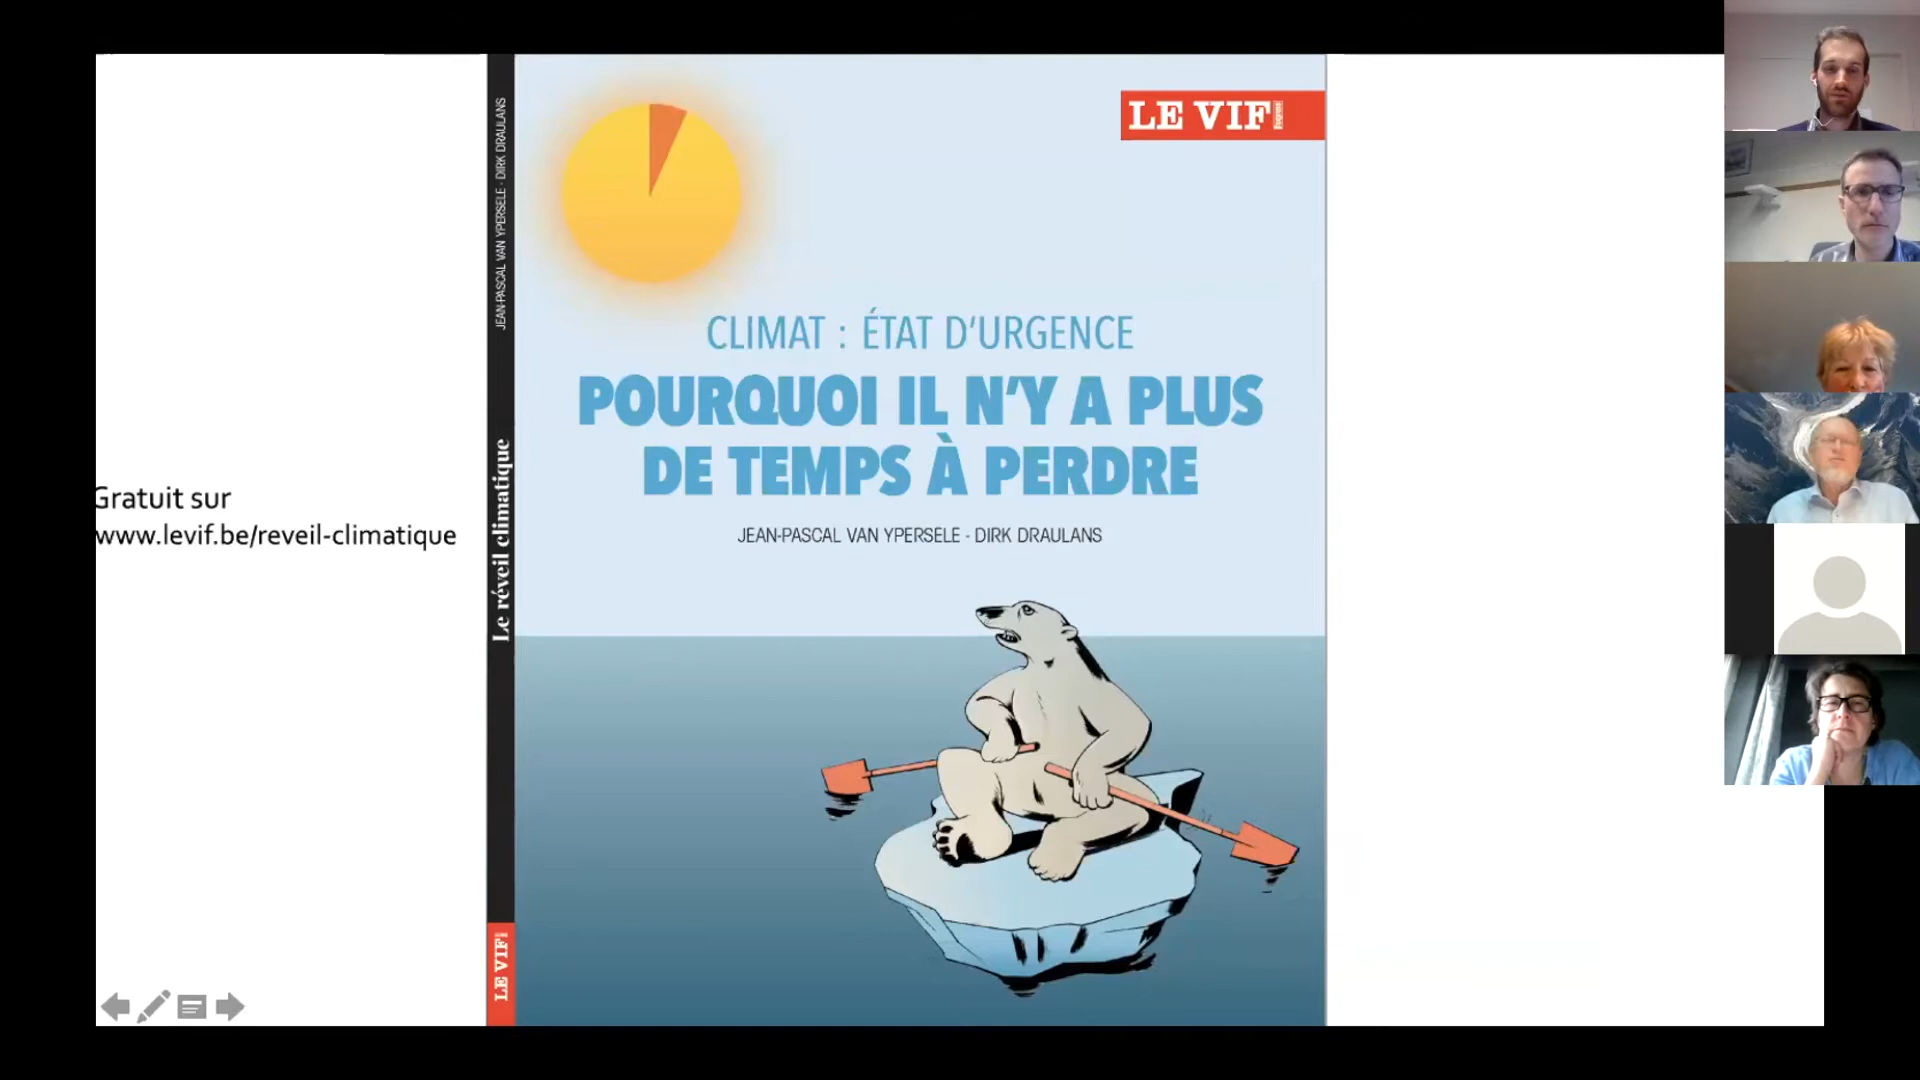 Gratuit sur
www.levif.be/reveil-climatique
JEAN-PASCAL VAN YPERSELE - DIRK DRAULANS
Le réveil climatique
LE VIF
LE VIF
CLIMAT : ÉTAT D'URGENCE
POURQUOI IL N'Y A PLUS
DE TEMPS À PERDRE
JEAN-PASCAL VAN YPERSELE - DIRK DRAULANS